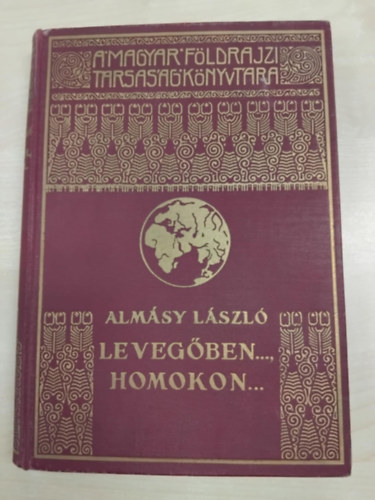 A MAGYAR FÖLDRAJZI
TÁRSASÁG KÖNYVTÁRA
ALMÁSY LÁSZLÓ
LEVEGŐBEN...,
HOMOKON...